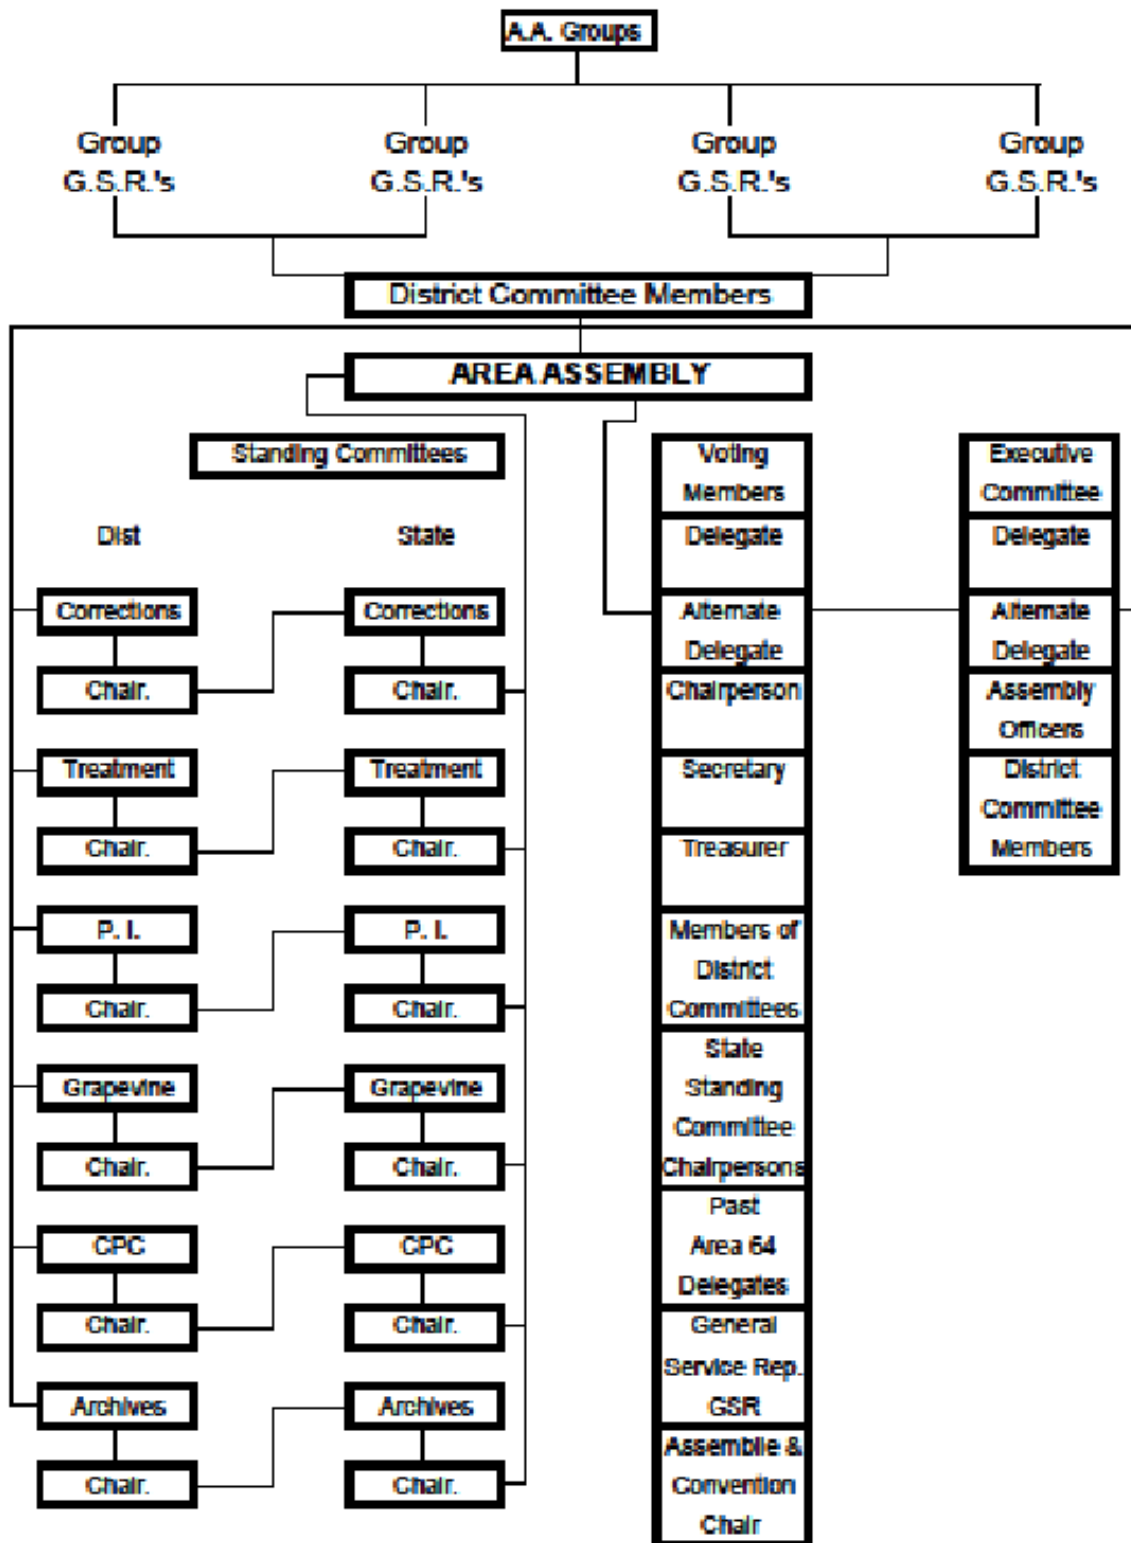 A.A. Groups
Group Group Group Group
G.S.R.'s G.S.R.'s G.S.R.'s G.S.R.'s
District Committee Members
AREA ASSEMBLY
Standing Committees
Dist State
Corrections Corrections
Chair. Chair.
Treatment Treatment
Chair. Chair.
P. I. P. I.
Chair. Chair.
Grapevine Grapevine
Chair. Chair.
CPC CPC
Chair. Chair.
Archives Archives
Chair. Chair.
Voting
Members
Delegate
Alternate
Delegate
Chairperson
Secretary
Treasurer
Members of
District
Committees
State
Standing
Committee
Chairpersons
Past
Area 64
Delegates
General
Service Rep.
GSR
Assemblie &
Convention
Chair
Executive
Committee
Delegate
Alternate
Delegate
Assembly
Officers
District
Committee
Members